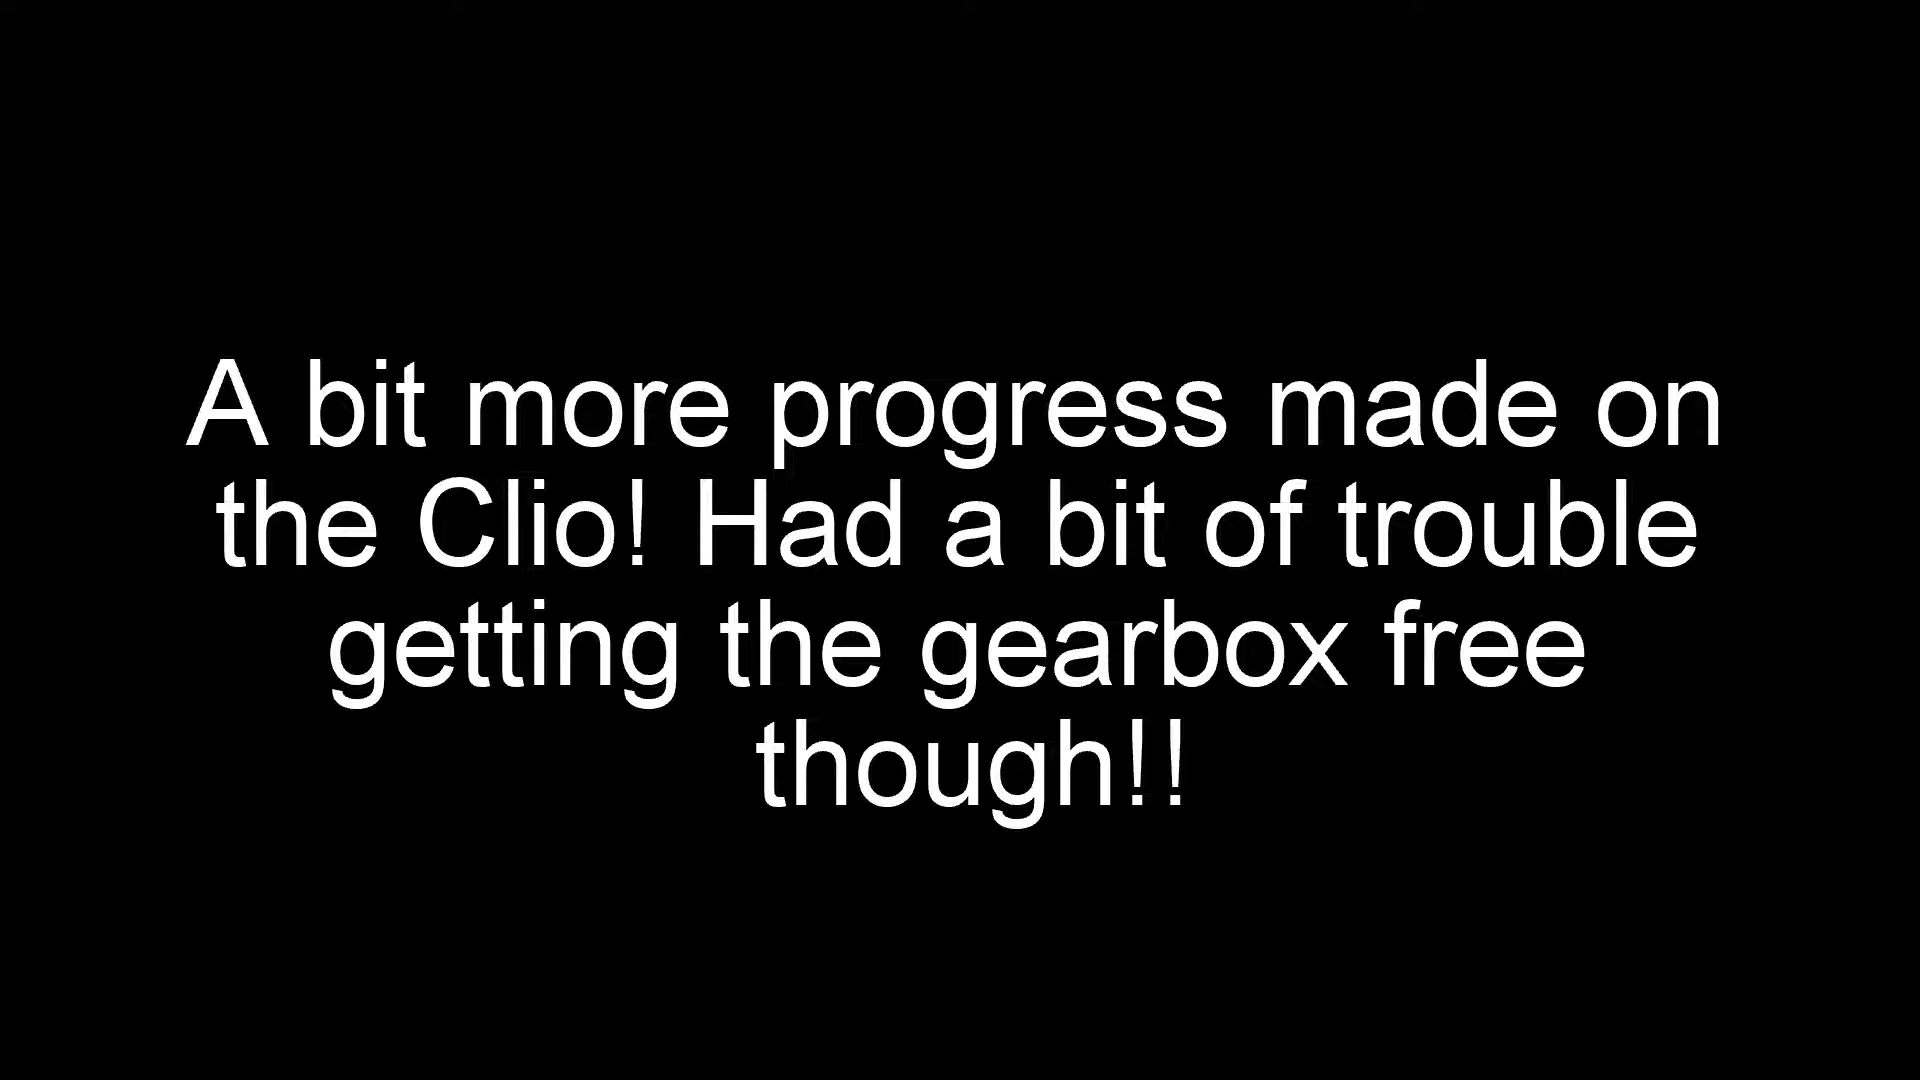 A bit more progress made on
the Clio! Had a bit of trouble
getting the gearbox free
though!!